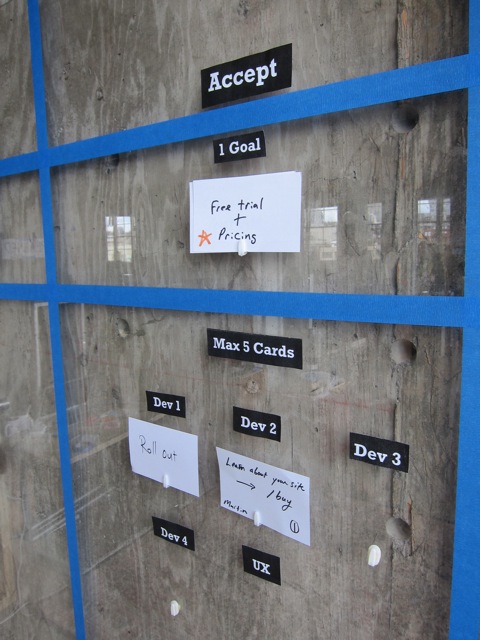 Accept
1 Goal
Free trial
+
Pricing
Max 5 Cards
Dev 1
Dev 2
Dev 3
Roll out
Learn about your site
→ 1 buy
Martin
1
Dev 4
UX